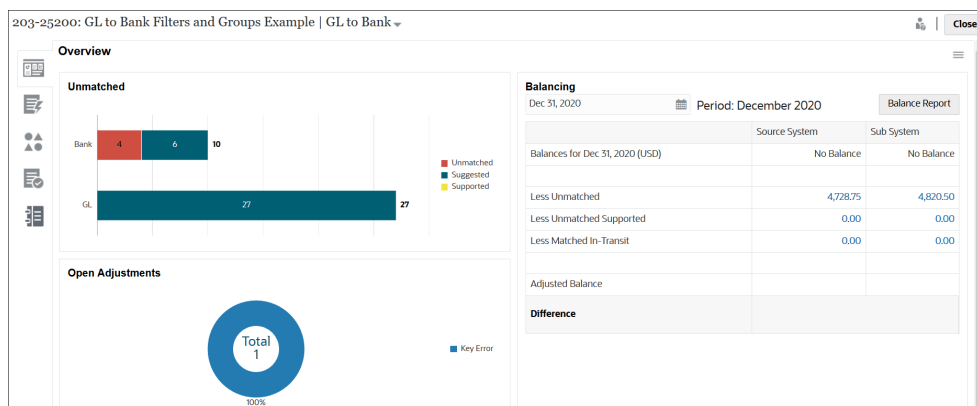 203-25200: GL to Bank Filters and Groups Example | GL to Bank
Close
Overview
Unmatched
Bank
4
6
10
GL
27
27
Unmatched
Suggested
Supported
Open Adjustments
Total
1
100%
Key Error
Balancing
Dec 31, 2020
Period: December 2020
Balance Report
Source System Sub System
Balances for Dec 31, 2020 (USD) No Balance No Balance
Less Unmatched 4,728.75 4,820.50
Less Unmatched Supported 0.00 0.00
Less Matched In-Transit 0.00 0.00
Adjusted Balance
Difference